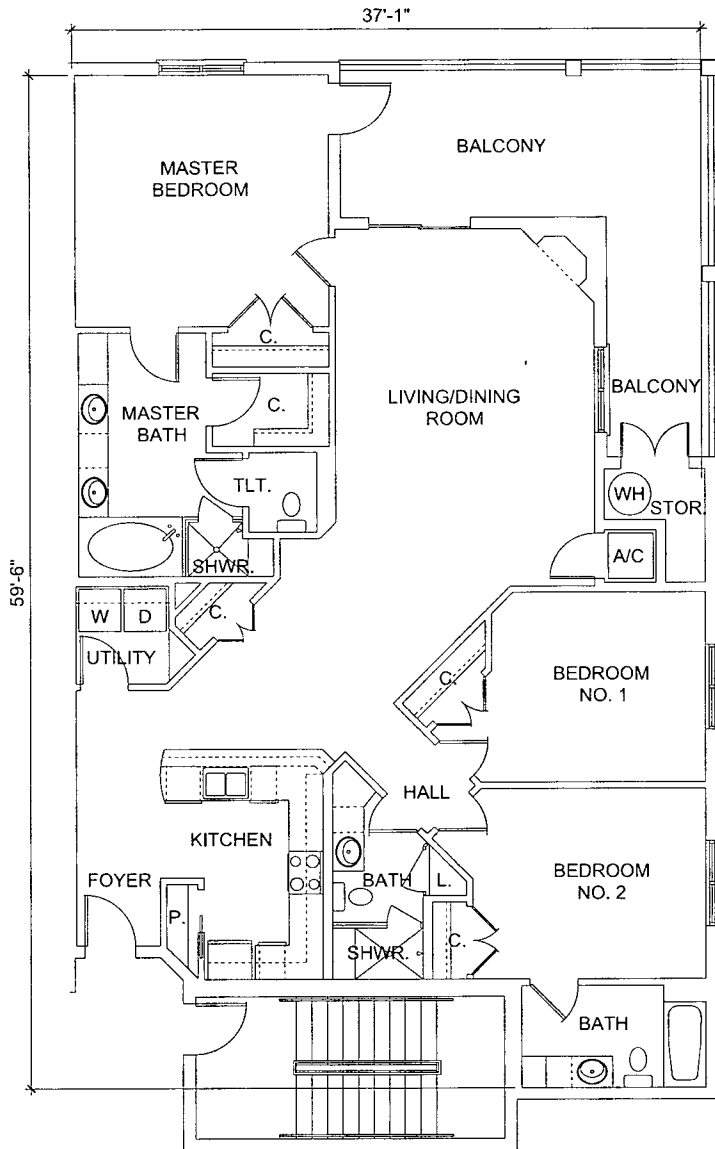 37'-1"
BALCONY
MASTER
BEDROOM
C.
LIVING/DINING
ROOM
BALCONY
C.
MASTER
BATH
TLT.
WH
STOR.
59'-6"
SHWR.
A/C
W
D
C.
UTILITY
C.
BEDROOM
NO. 1
HALL
KITCHEN
BEDROOM
NO. 2
FOYER
BATH
L.
P.
SHWR.
C.
BATH